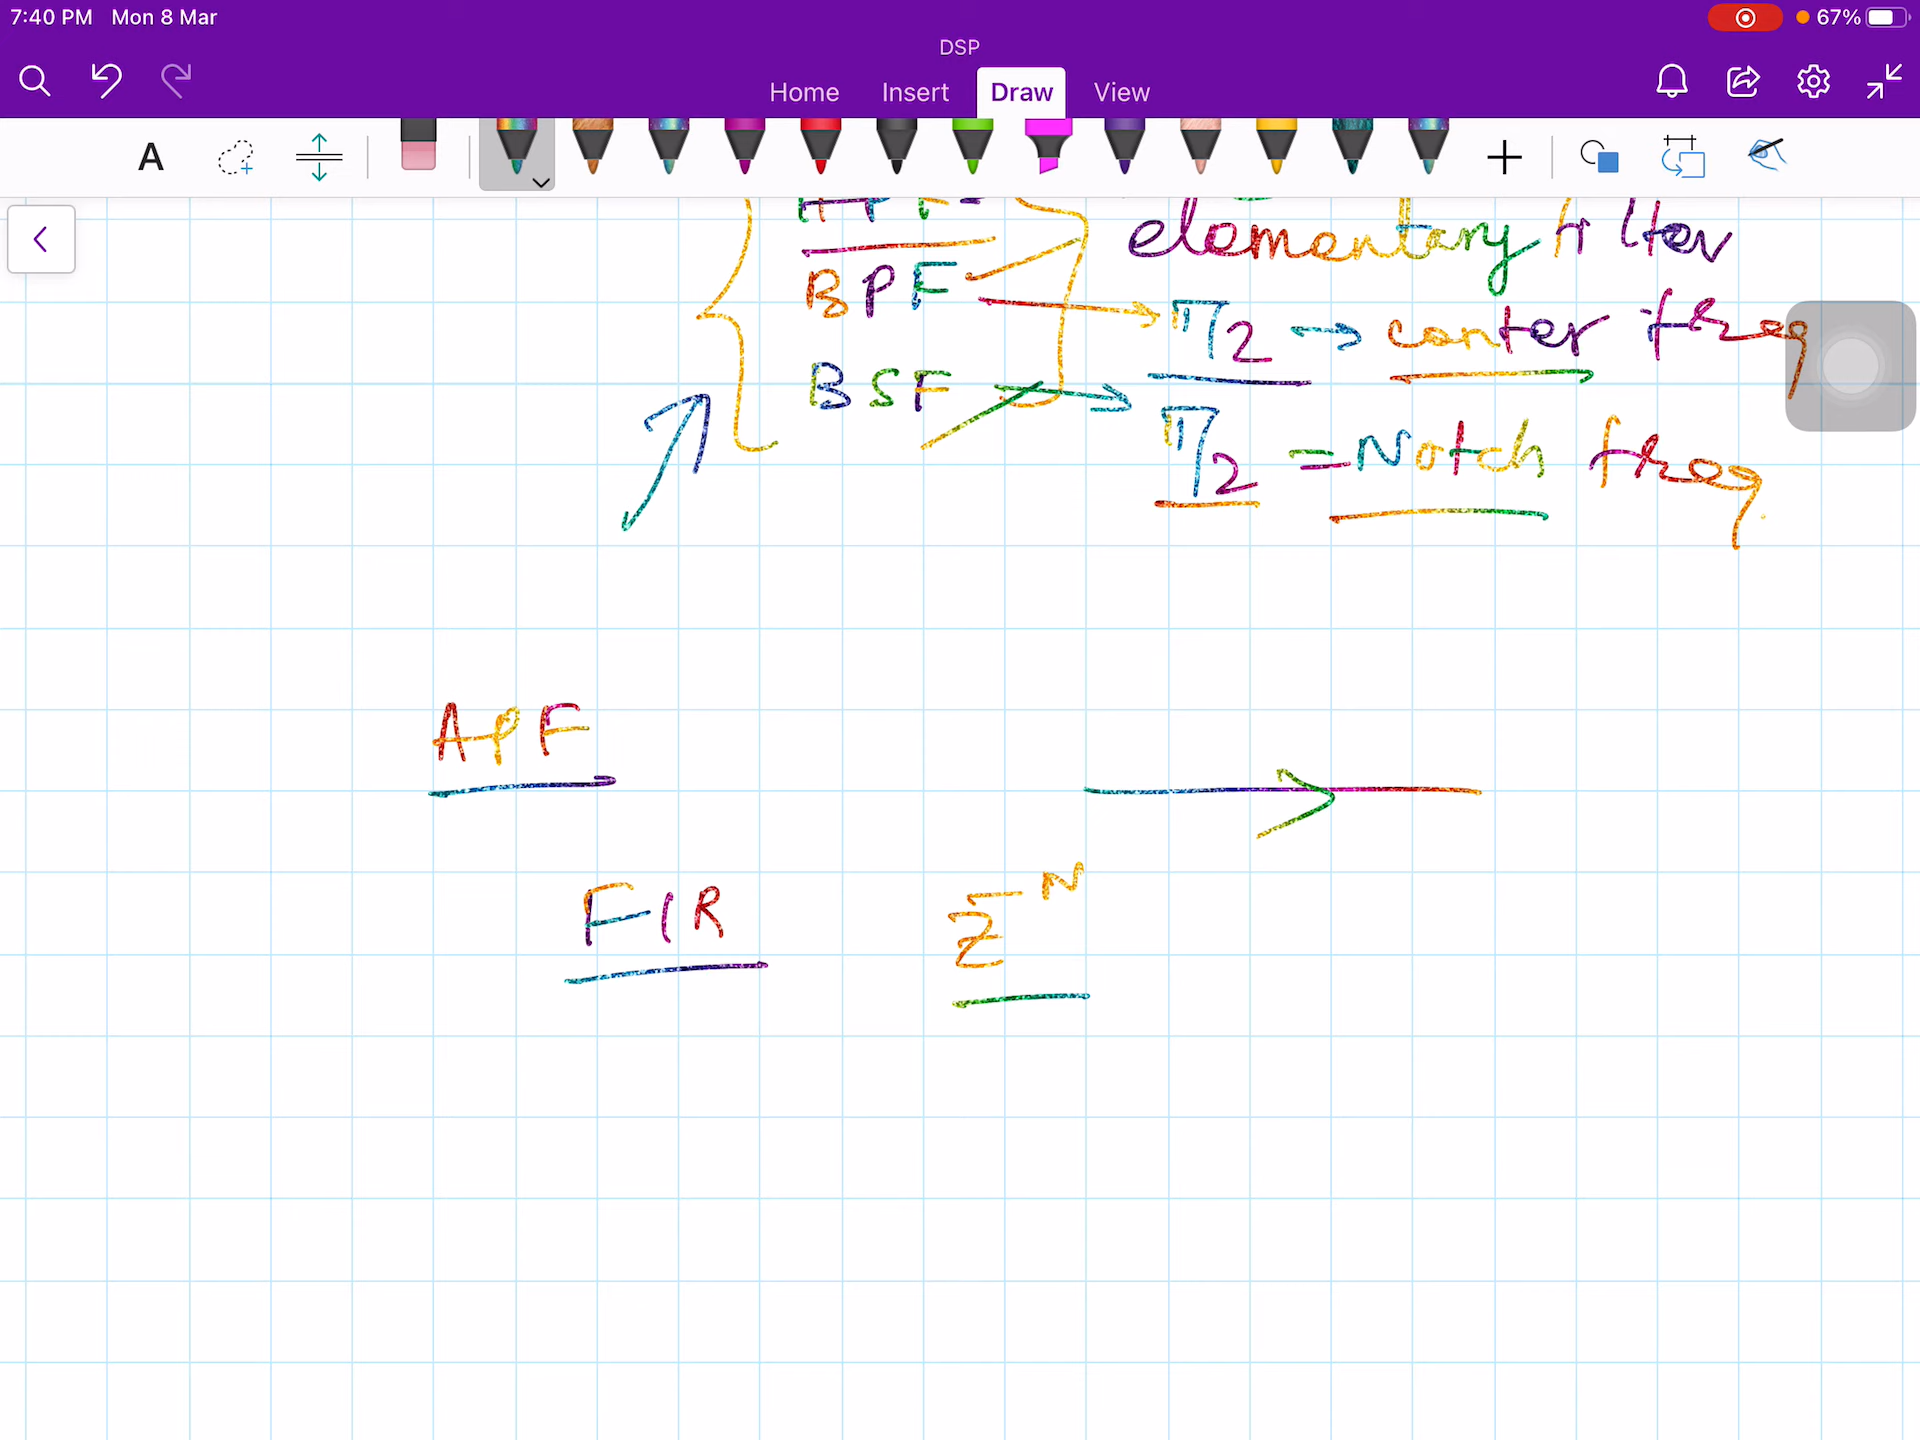 7:40 PM Mon 8 Mar
67%
DSP
Home Insert Draw View
A
HPF
elementary filter
BPF
π/2 → center freq
BSF
π/2 = Notch freq
APF
FIR
z^-N